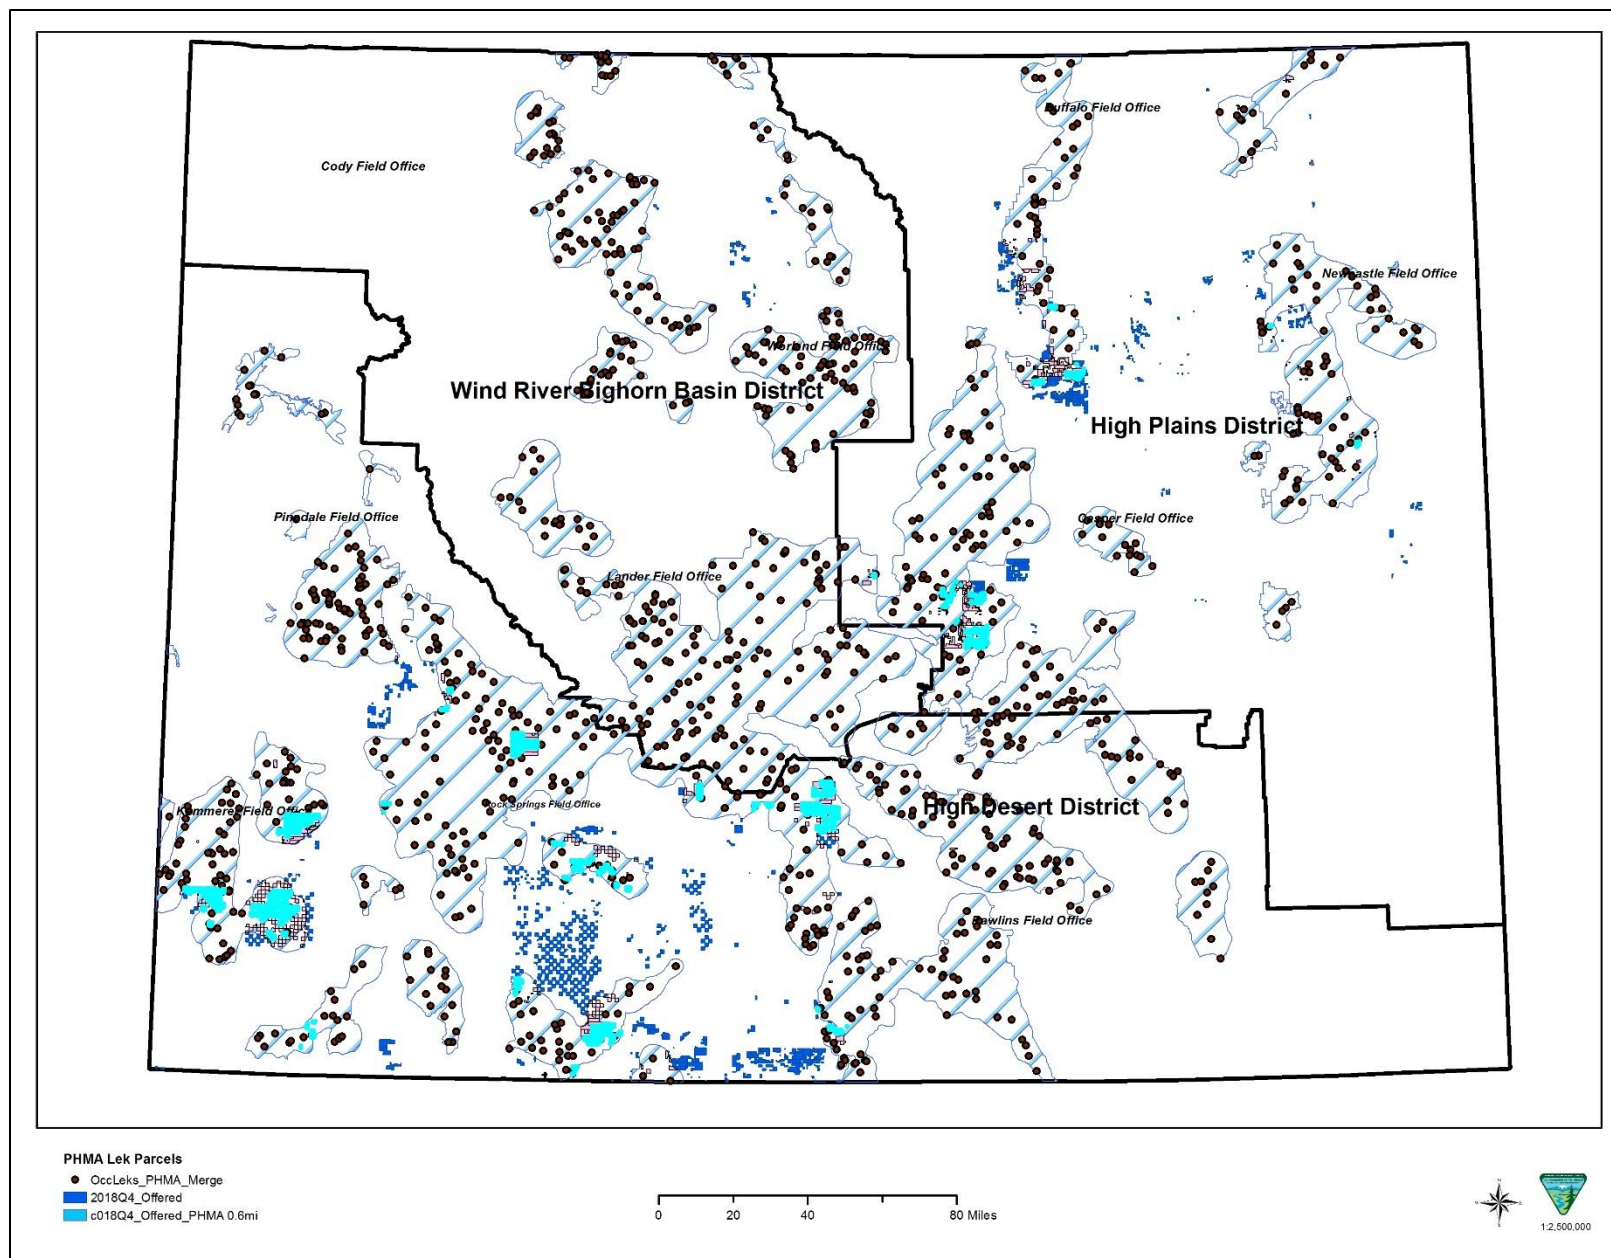 Buffalo Field Office
Cody Field Office
Newcastle Field Office
Worland Field Office
Wind River Bighorn Basin District
High Plains District
Pinedale Field Office
Casper Field Office
Lander Field Office
Kemmerer Field Office
Rock Springs Field Office
High Desert District
Rawlins Field Office
PHMA Lek Parcels
OccLeks_PHMA_Merge
2018Q4_Offered
c018Q4_Offered_PHMA 0.6mi
0 20 40 80 Miles
1:2,500,000